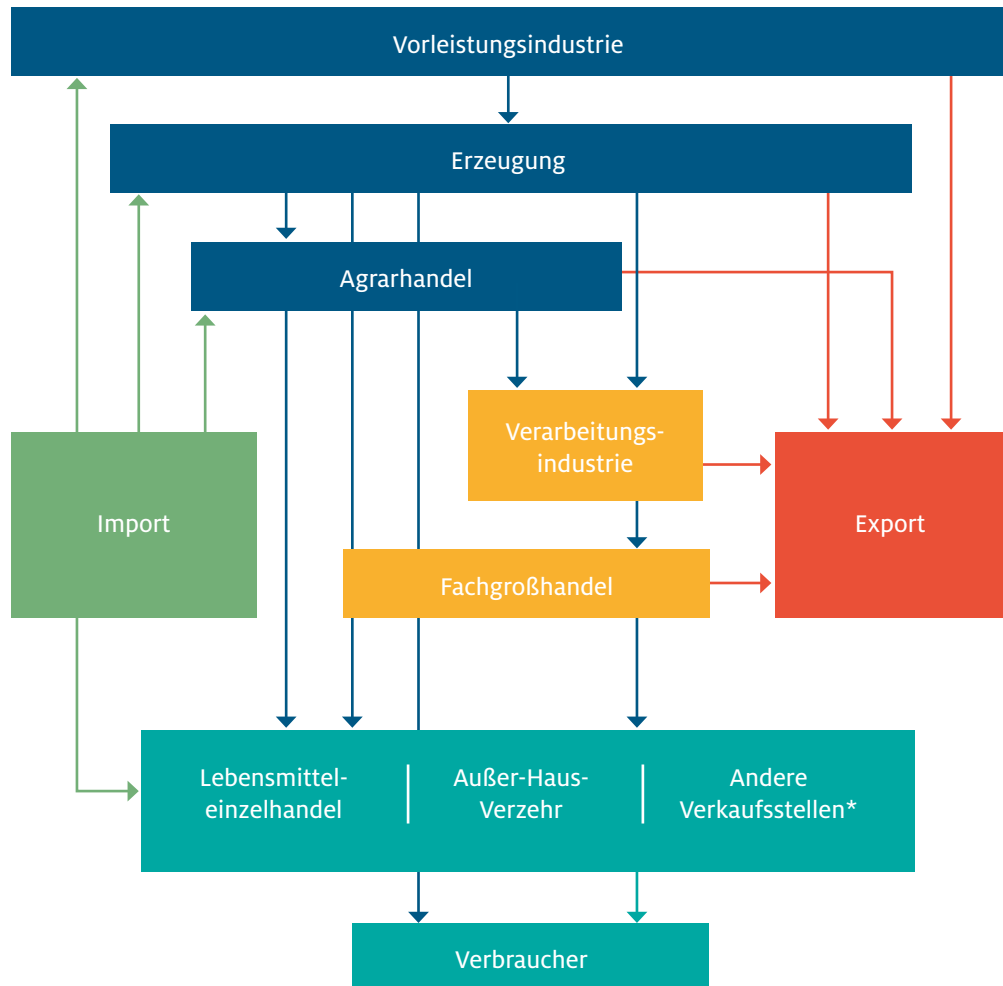 Vorleistungsindustrie
Erzeugung
Agrarhandel
Verarbeitungs-
industrie
Import
Export
Fachgroßhandel
Lebensmittel-
einzelhandel
Außer-Haus-
Verzehr
Andere
Verkaufsstellen*
Verbraucher